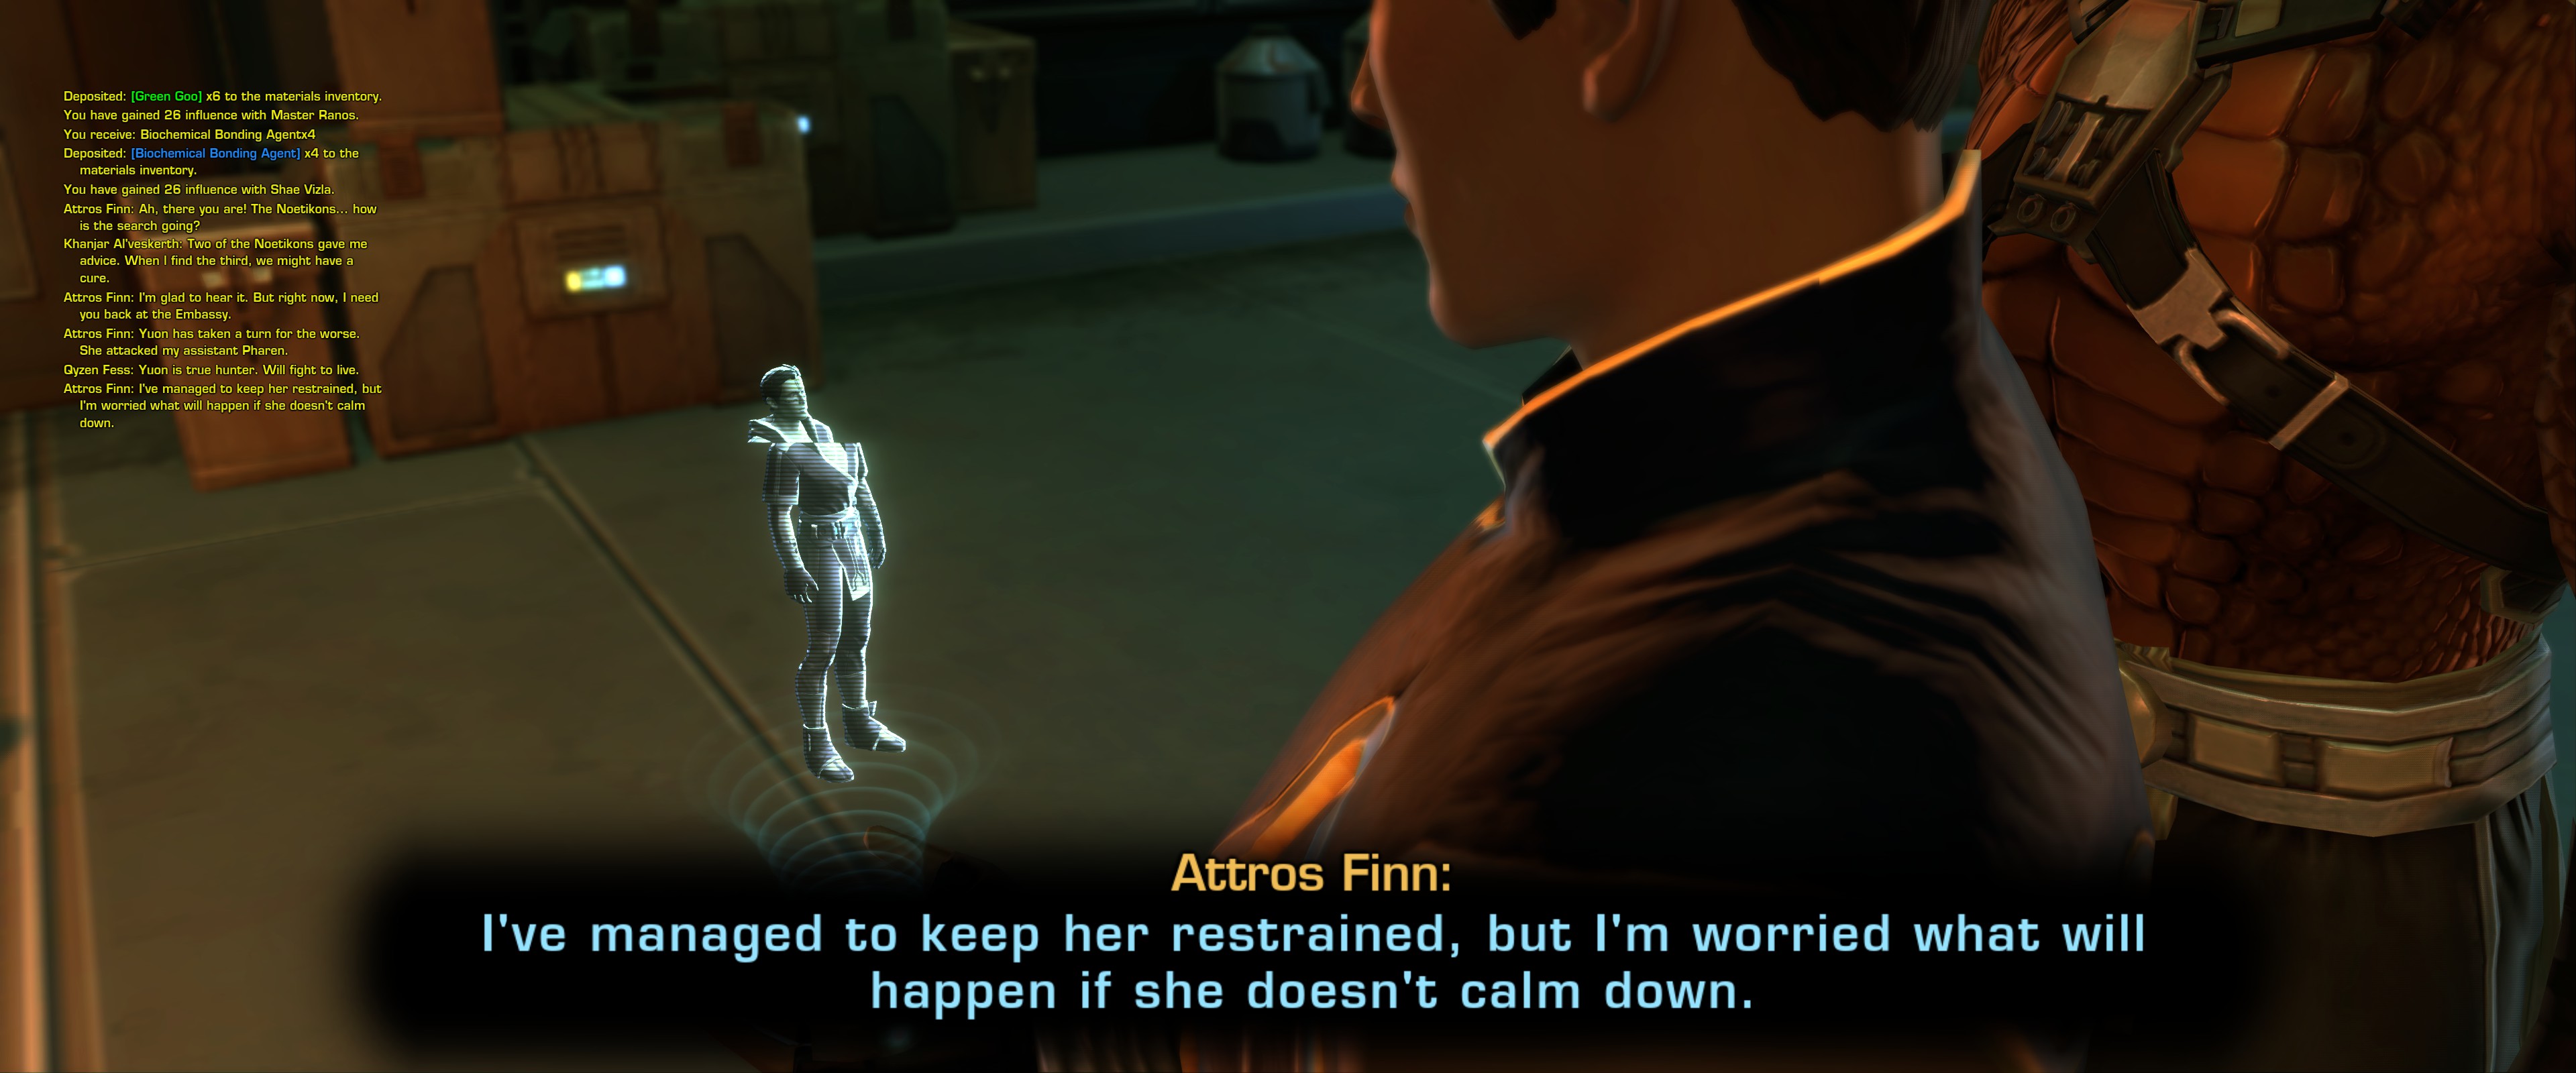 Deposited: [Green Goo] x6 to the materials inventory.
You have gained 26 influence with Master Ranos.
You receive: Biochemical Bonding Agentx4
Deposited: [Biochemical Bonding Agent] x4 to the
materials inventory.
You have gained 26 influence with Shae Vizla.
Attros Finn: Ah, there you are! The Noetikons... how
is the search going?
Khanjar Al'veskerth: Two of the Noetikons gave me
advice. When I find the third, we might have a
cure.
Attros Finn: I'm glad to hear it. But right now, I need
you back at the Embassy.
Attros Finn: Yuon has taken a turn for the worse.
She attacked my assistant Pharen.
Qyzen Fess: Yuon is true hunter. Will fight to live.
Attros Finn: I've managed to keep her restrained, but
I'm worried what will happen if she doesn't calm
down.
Attros Finn:
I've managed to keep her restrained, but I'm worried what will
happen if she doesn't calm down.